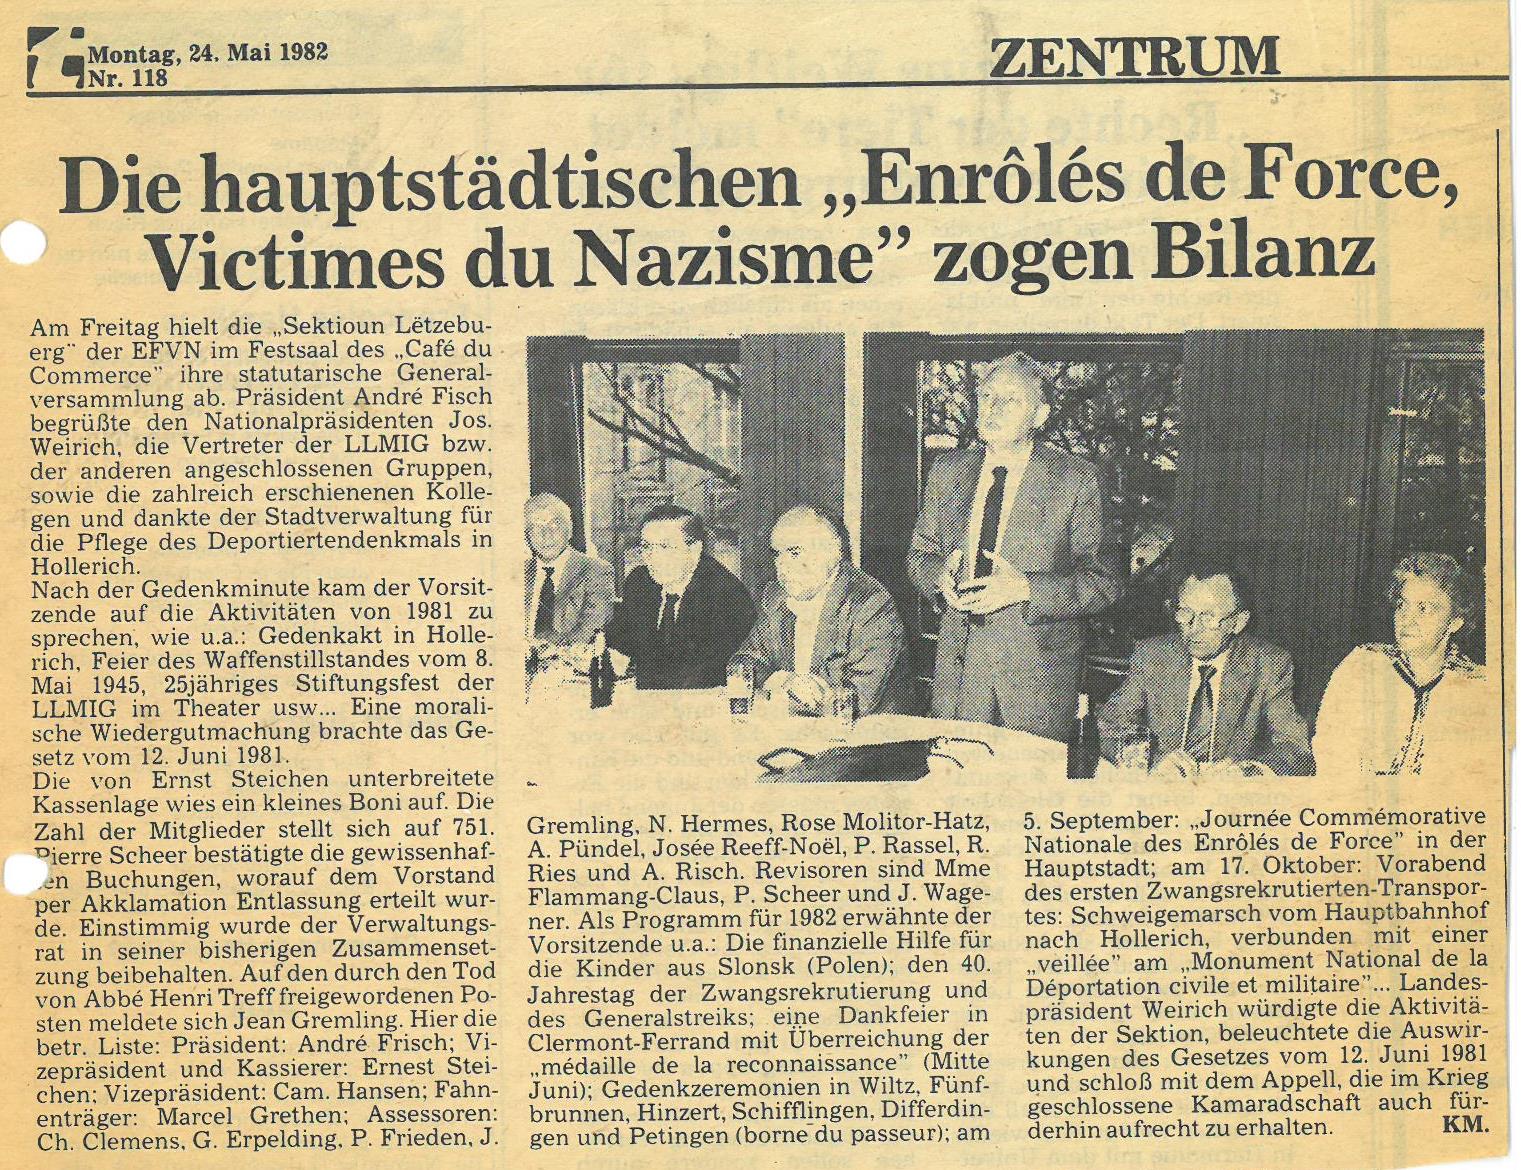 Montag, 24. Mai 1982
Nr. 118
ZENTRUM
Die hauptstädtischen „Enrôlés de Force,
Victimes du Nazisme” zogen Bilanz
Am Freitag hielt die „Sektioun Lëtzebu-
erg¨ der EFVN im Festsaal des „Café du
Commerce” ihre statutarische General-
versammlung ab. Präsident André Fisch
begrüßte den Nationalpräsidenten Jos.
Weirich, die Vertreter der LLMIG bzw.
der anderen angeschlossenen Gruppen,
sowie die zahlreich erschienenen Kolle-
gen und dankte der Stadtverwaltung für
die Pflege des Deportiertendenkmals in
Hollerich.
Nach der Gedenkminute kam der Vorsit-
zende auf die Aktivitäten von 1981 zu
sprechen, wie u.a.: Gedenkakt in Holle-
rich, Feier des Waffenstillstandes vom 8.
Mai 1945, 25jähriges Stiftungsfest der
LLMIG im Theater usw... Eine morali-
sche Wiedergutmachung brachte das Ge-
setz vom 12. Juni 1981.
Die von Ernst Steichen unterbreitete
Kassenlage wies ein kleines Boni auf. Die
Zahl der Mitglieder stellt sich auf 751.
Pierre Scheer bestätigte die gewissenhaf-
en Buchungen, worauf dem Vorstand
per Akklamation Entlassung erteilt wur-
de. Einstimmig wurde der Verwaltungs-
rat in seiner bisherigen Zusammenset-
zung beibehalten. Auf den durch den Tod
von Abbé Henri Treff freigewordenen Po-
sten meldete sich Jean Gremling. Hier die
betr. Liste: Präsident: André Frisch; Vi-
zepräsident und Kassierer: Ernest Stei-
chen; Vizepräsident: Cam. Hansen; Fahn-
enträger: Marcel Grethen; Assessoren:
Ch. Clemens, G. Erpelding, P. Frieden, J.
Gremling, N. Hermes, Rose Molitor-Hatz,
A. Pündel, Josée Reeff-Noël, P. Rassel, R.
Ries und A. Risch. Revisoren sind Mme
Flammang-Claus, P. Scheer und J. Wage-
ner. Als Programm für 1982 erwähnte der
Vorsitzende u.a.: Die finanzielle Hilfe für
die Kinder aus Slonsk (Polen); den 40.
Jahrestag der Zwangsrekrutierung und
des Generalstreiks; eine Dankfeier in
Clermont-Ferrand mit Überreichung der
„médaille de la reconnaissance” (Mitte
Juni); Gedenkzeremonien in Wiltz, Fünf-
brunnen, Hinzert, Schifflingen, Differdin-
gen und Petingen (borne du passeur); am
5. September: „Journée Commémorative
Nationale des Enrôlés de Force” in der
Hauptstadt; am 17. Oktober: Vorabend
des ersten Zwangsrekrutierten-Transpor-
tes: Schweigemarsch vom Hauptbahnhof
nach Hollerich, verbunden mit einer
„veillée” am „Monument National de la
Déportation civile et militaire”... Landes-
präsident Weirich würdigte die Aktivitä-
ten der Sektion, beleuchtete die Auswir-
kungen des Gesetzes vom 12. Juni 1981
und schloß mit dem Appell, die im Krieg
geschlossene Kamaradschaft auch für-
derhin aufrecht zu erhalten. KM.